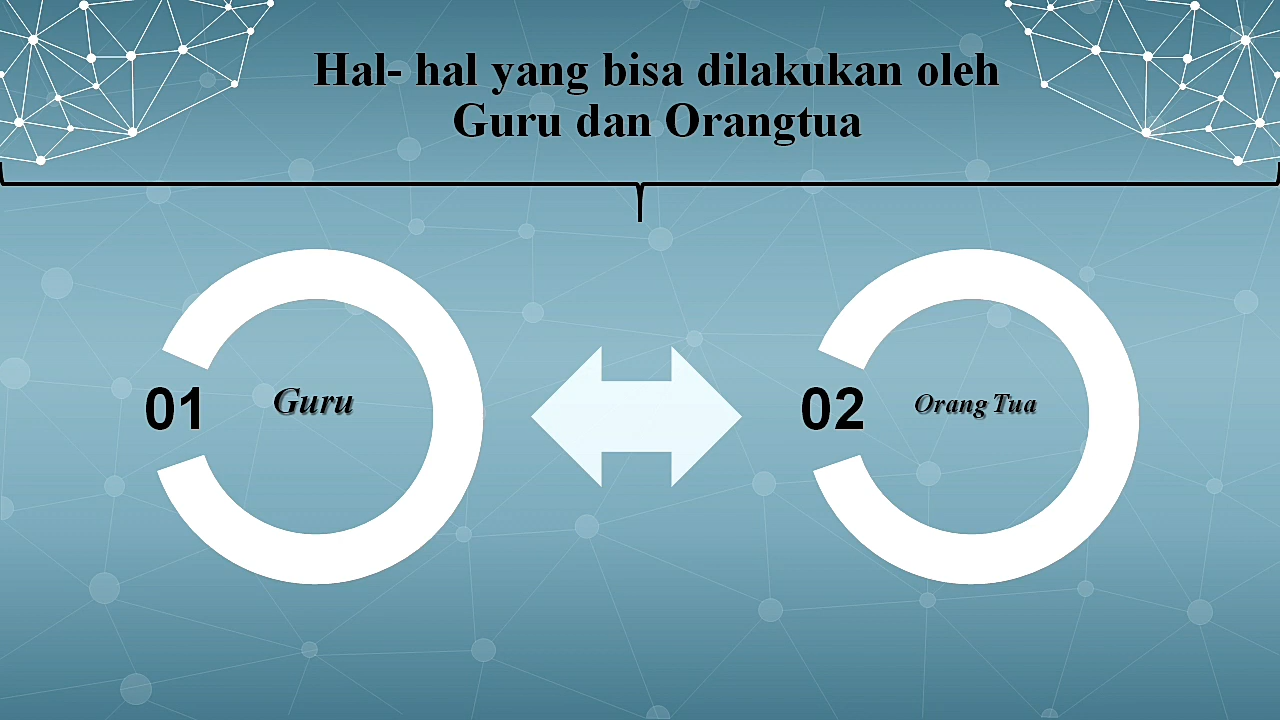 Hal- hal yang bisa dilakukan oleh
Guru dan Orangtua
01
Guru
02
Orang Tua